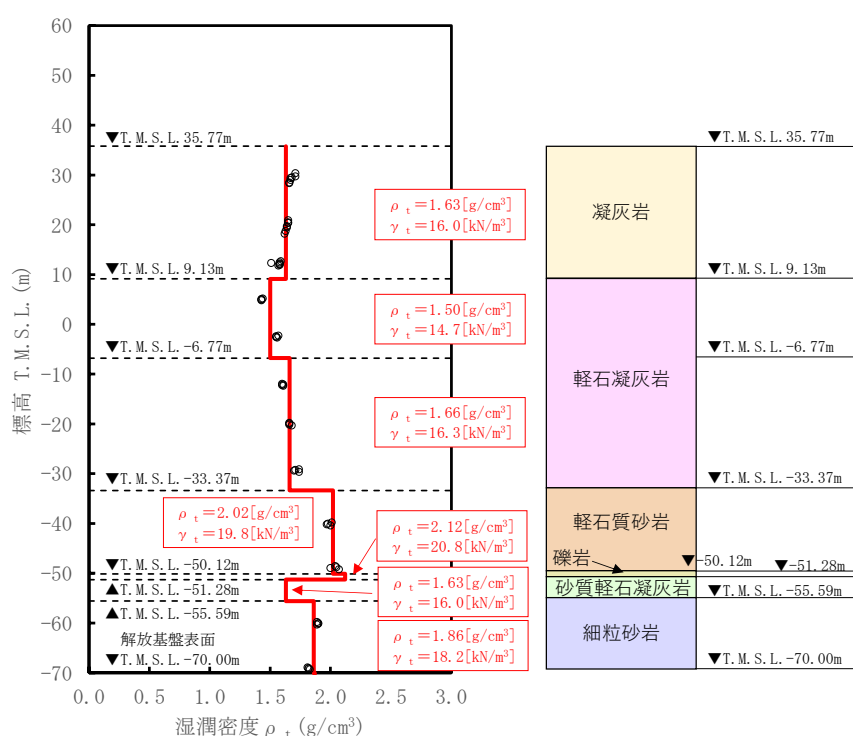 標高 T.M.S.L.(m)
60
50
40
30
20
10
0
-10
-20
-30
-40
-50
-60
-70
0.0
0.5
1.0
1.5
2.0
2.5
3.0
湿潤密度 ρt (g/cm³)
▼T.M.S.L.35.77m
▼T.M.S.L.9.13m
▼T.M.S.L.-6.77m
▼T.M.S.L.-33.37m
▼T.M.S.L.-50.12m
▲T.M.S.L.-51.28m
▲T.M.S.L.-55.59m
解放基盤表面
▼T.M.S.L.-70.00m
ρt=1.63[g/cm³]
γt=16.0[kN/m³]
ρt=1.50[g/cm³]
γt=14.7[kN/m³]
ρt=1.66[g/cm³]
γt=16.3[kN/m³]
ρt=2.02[g/cm³]
γt=19.8[kN/m³]
ρt=2.12[g/cm³]
γt=20.8[kN/m³]
ρt=1.63[g/cm³]
γt=16.0[kN/m³]
ρt=1.86[g/cm³]
γt=18.2[kN/m³]
凝灰岩
軽石凝灰岩
軽石質砂岩
礫岩
砂質軽石凝灰岩
細粒砂岩
▼T.M.S.L.35.77m
▼T.M.S.L.9.13m
▼T.M.S.L.-6.77m
▼T.M.S.L.-33.37m
▼-50.12m
▼-51.28m
▼T.M.S.L.-55.59m
▼T.M.S.L.-70.00m